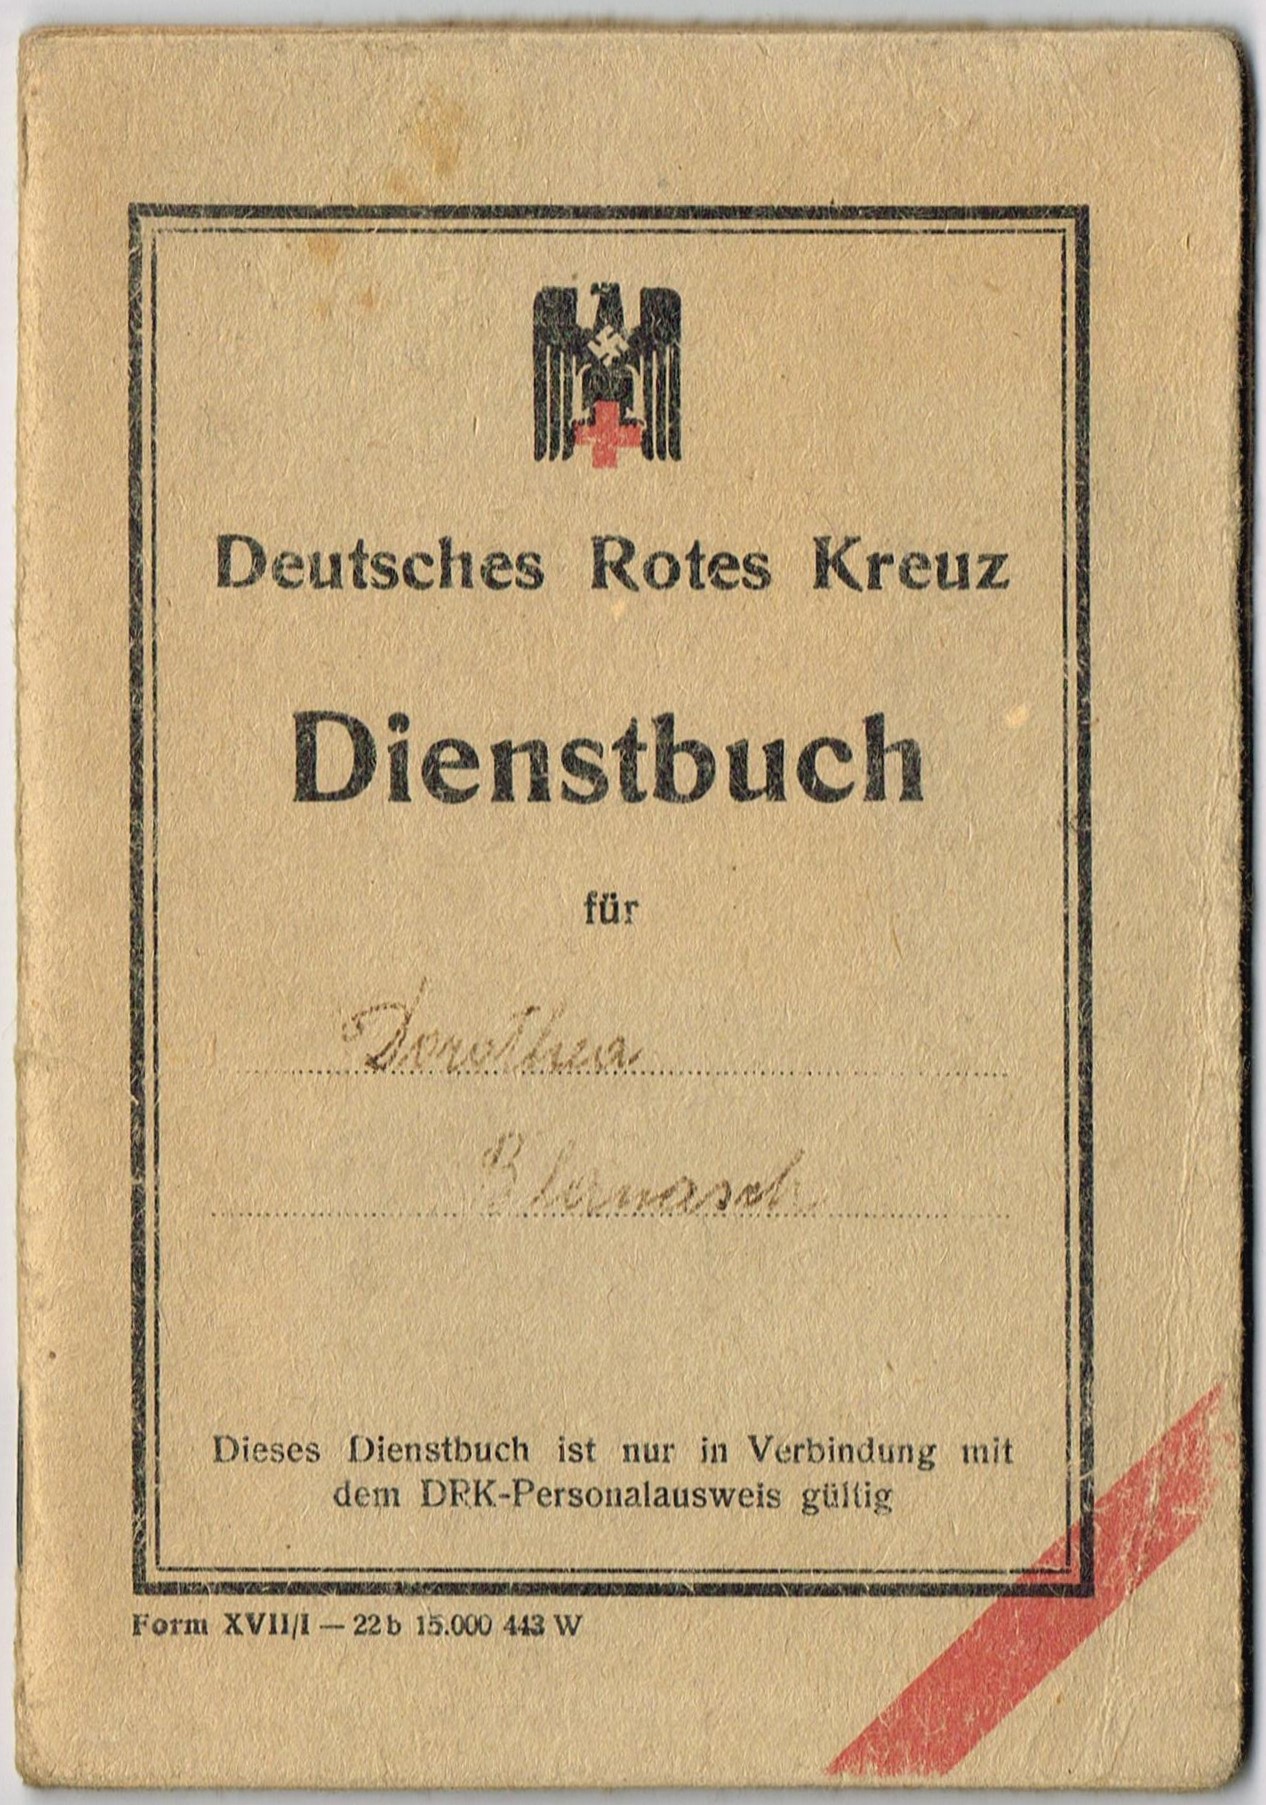 Deutsches Rotes Kreuz
Dienstbuch
für
Dorothea
Dieses Dienstbuch ist nur in Verbindung mit
dem DRK-Personalausweis gültig
Form XVII/I — 22b 15.000 443 W